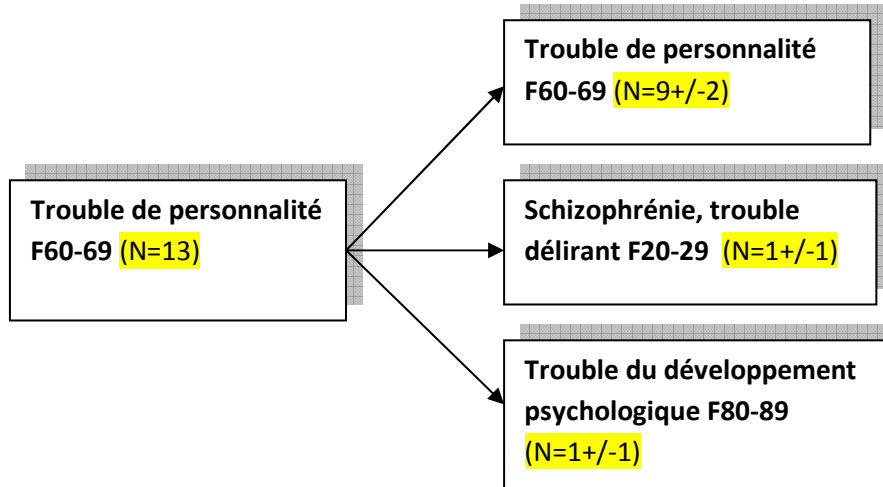 Trouble de personnalité
F60-69 (N=9+/-2)
Trouble de personnalité
F60-69 (N=13)
Schizophrénie, trouble
délirant F20-29 (N=1+/-1)
Trouble du développement
psychologique F80-89
(N=1+/-1)